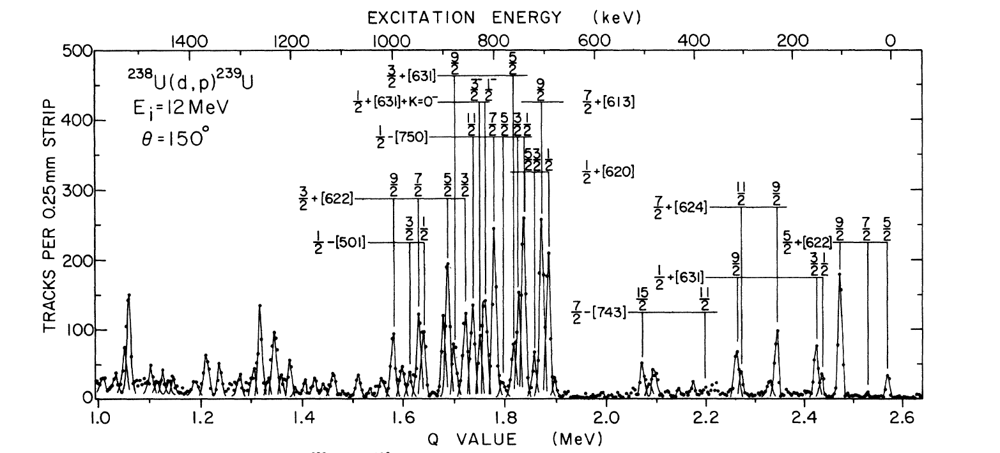 EXCITATION ENERGY (keV)
1400 1200 1000 800 600 400 200 0
500
400
300
200
100
0
TRACKS PER 0.25mm STRIP
²³⁸U(d,p)²³⁹U
Eᵢ=12 MeV
θ=150°
9/2 5/2
3/2+[631]
3/2⁻ 1/2⁻ 9/2
1/2+[631]+K=0⁻ 7/2+[613]
11/2 7/2 5/2 3/2 1/2
1/2-[750]
5/2 3/2 1/2
1/2+[620]
9/2 7/2 5/2 3/2
3/2+[622]
11/2 9/2
7/2+[624]
3/2 1/2
1/2-[501]
9/2 7/2 5/2
5/2+[622]
9/2 3/2 1/2
1/2+[631]
15/2 11/2
7/2-[743]
1.0 1.2 1.4 1.6 1.8 2.0 2.2 2.4 2.6
Q VALUE (MeV)